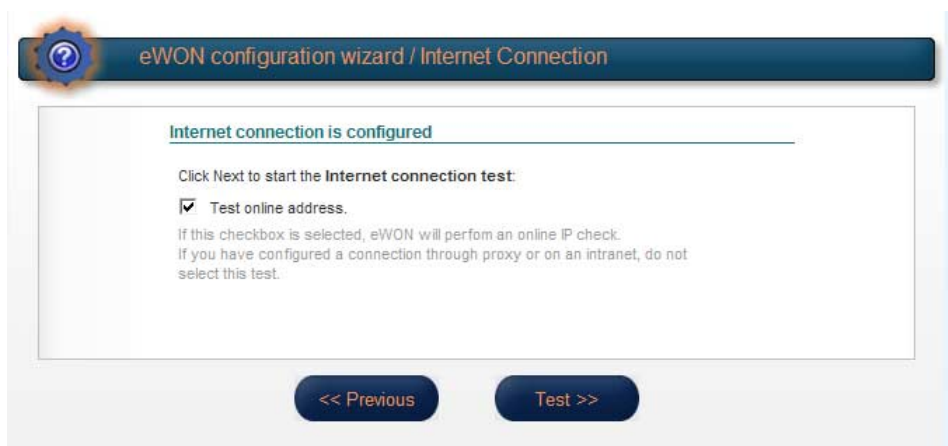 eWON configuration wizard / Internet Connection
Internet connection is configured
Click Next to start the Internet connection test:
Test online address.
If this checkbox is selected, eWON will perfom an online IP check.
If you have configured a connection through proxy or on an intranet, do not
select this test.
<< Previous
Test >>